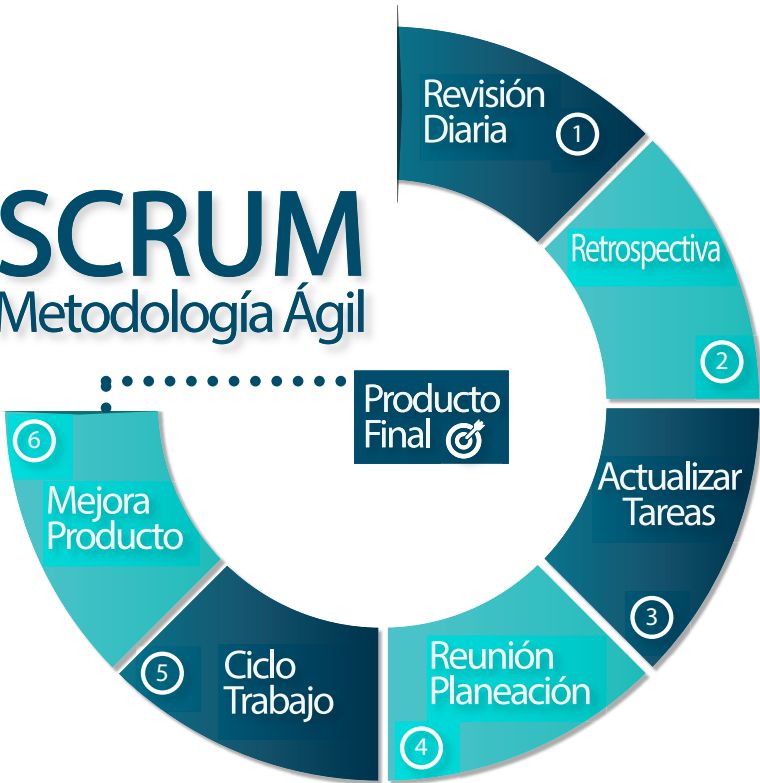 SCRUM
Metodología Ágil
Revisión
Diaria
1
Retrospectiva
2
Actualizar
Tareas
3
Reunión
Planeación
4
Ciclo
Trabajo
5
Mejora
Producto
6
Producto
Final